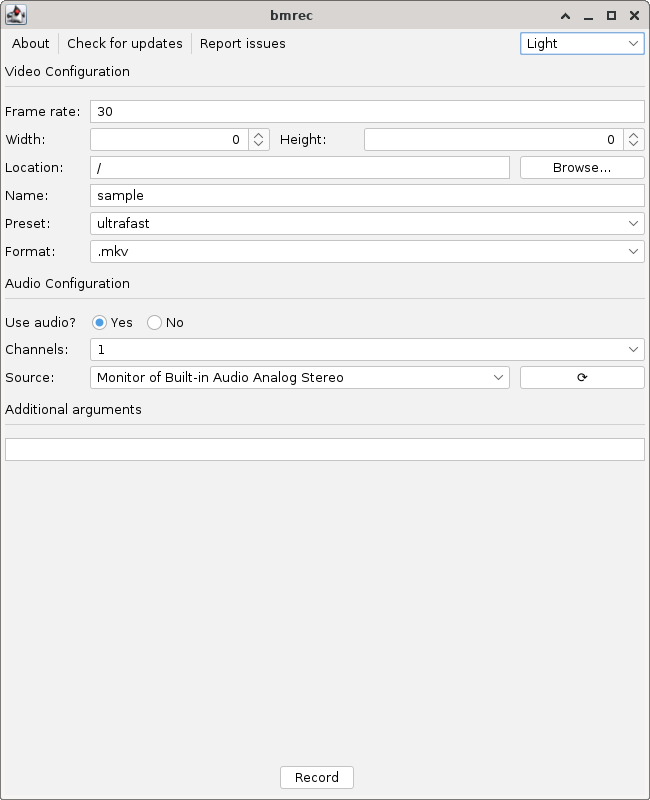 bmrec
About Check for updates Report issues Light
Video Configuration
Frame rate: 30
Width: 0 Height: 0
Location: / Browse...
Name: sample
Preset: ultrafast
Format: .mkv
Audio Configuration
Use audio? Yes No
Channels: 1
Source: Monitor of Built-in Audio Analog Stereo ⟳
Additional arguments
Record